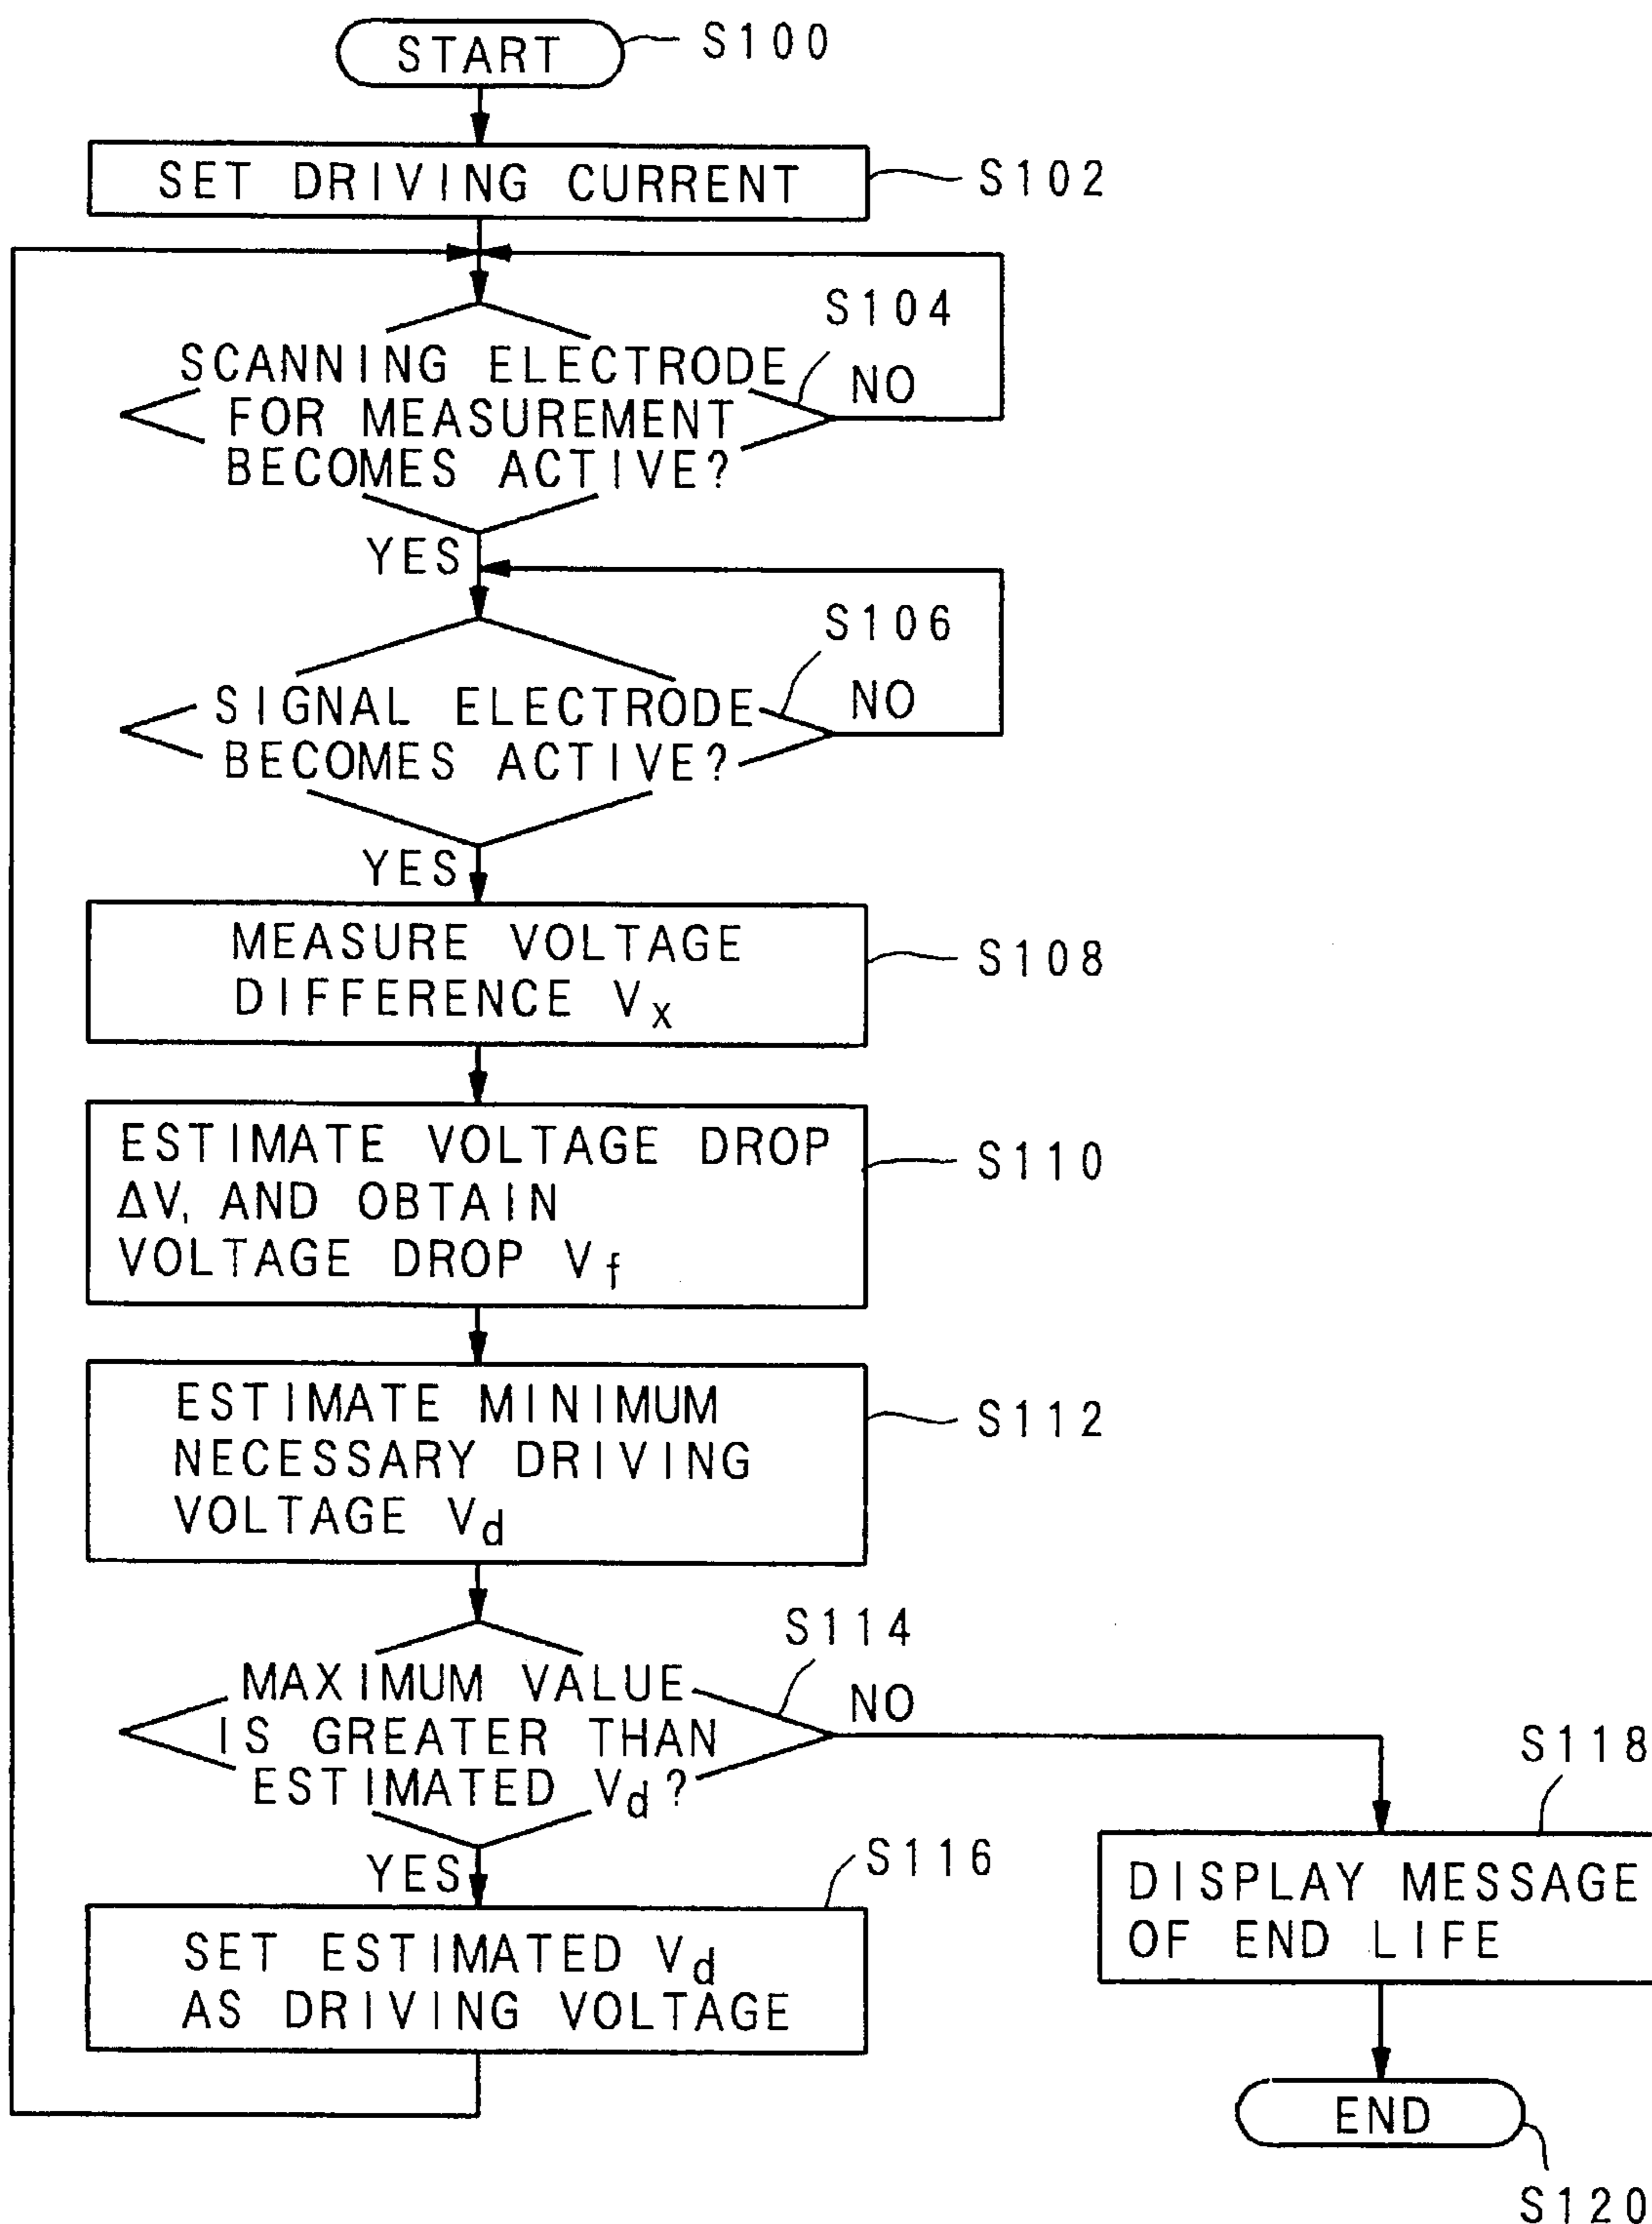 START
S100
SET DRIVING CURRENT
S102
S104
SCANNING ELECTRODE
FOR MEASUREMENT
BECOMES ACTIVE?
NO
YES
S106
SIGNAL ELECTRODE
BECOMES ACTIVE?
NO
YES
MEASURE VOLTAGE
DIFFERENCE Vx
S108
ESTIMATE VOLTAGE DROP
ΔV, AND OBTAIN
VOLTAGE DROP Vf
S110
ESTIMATE MINIMUM
NECESSARY DRIVING
VOLTAGE Vd
S112
S114
MAXIMUM VALUE
IS GREATER THAN
ESTIMATED Vd?
NO
YES
S116
SET ESTIMATED Vd
AS DRIVING VOLTAGE
S118
DISPLAY MESSAGE
OF END LIFE
END
S120